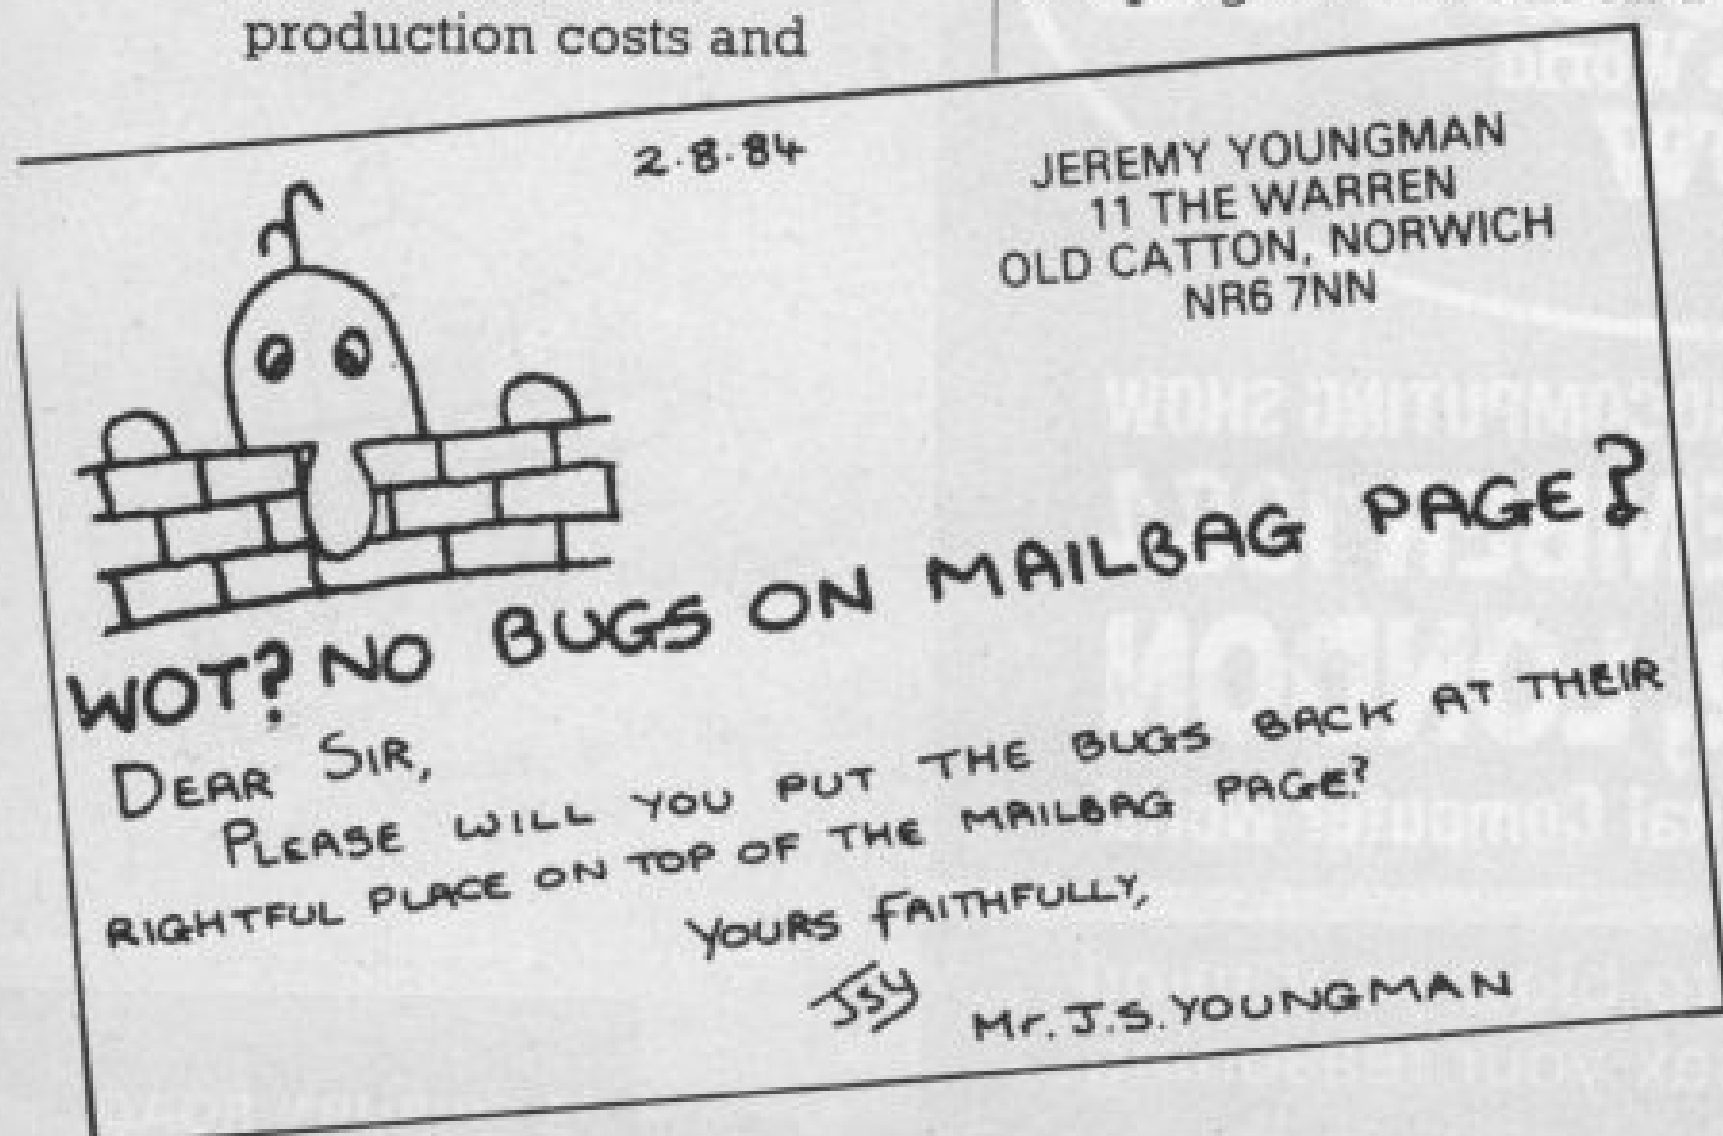 production costs and
2.8.84
JEREMY YOUNGMAN
11 THE WARREN
OLD CATTON, NORWICH
NR6 7NN
WOT? NO BUGS ON MAILBAG PAGE?
DEAR SIR,
PLEASE WILL YOU PUT THE BUGS BACK AT THEIR
RIGHTFUL PLACE ON TOP OF THE MAILBAG PAGE?
YOURS FAITHFULLY,
JSY
Mr. J.S. YOUNGMAN